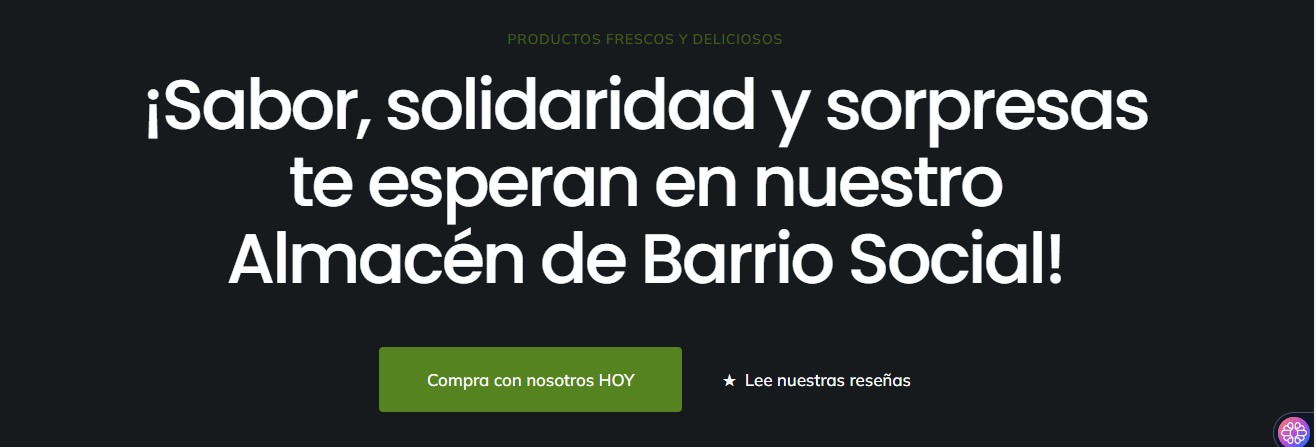 PRODUCTOS FRESCOS Y DELICIOSOS
¡Sabor, solidaridad y sorpresas
te esperan en nuestro
Almacén de Barrio Social!
Compra con nosotros HOY
★ Lee nuestras reseñas